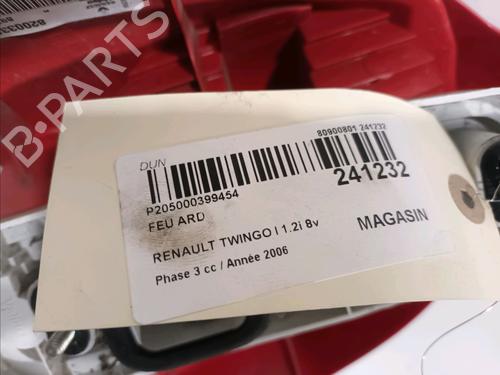 820033
B-PARTS
DUN
80900801 241232
P205000399454
241232
FEU ARD
RENAULT TWINGO I 1.2i 8v
MAGASIN
Phase 3 cc / Année 2006